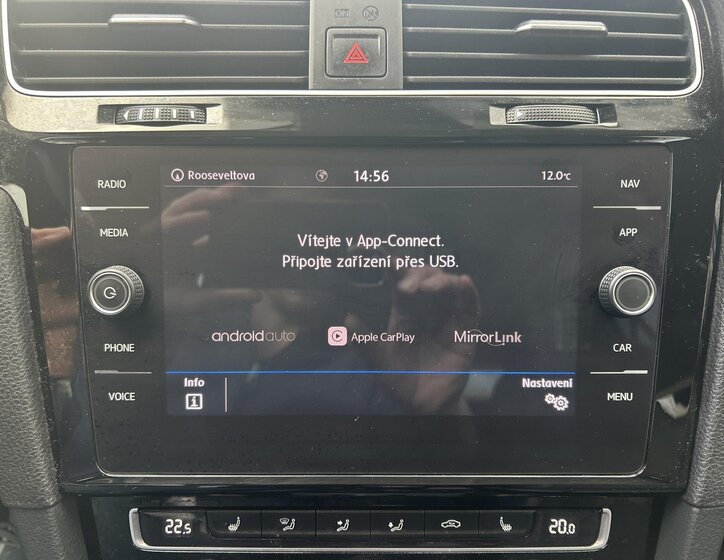 RADIO
Rooseveltova 14:56 12.0°C
NAV
MEDIA
APP
Vítejte v App-Connect.
Připojte zařízení přes USB.
androidauto Apple CarPlay MirrorLink
PHONE
CAR
Info Nastavení
VOICE
MENU
22.5 20.0